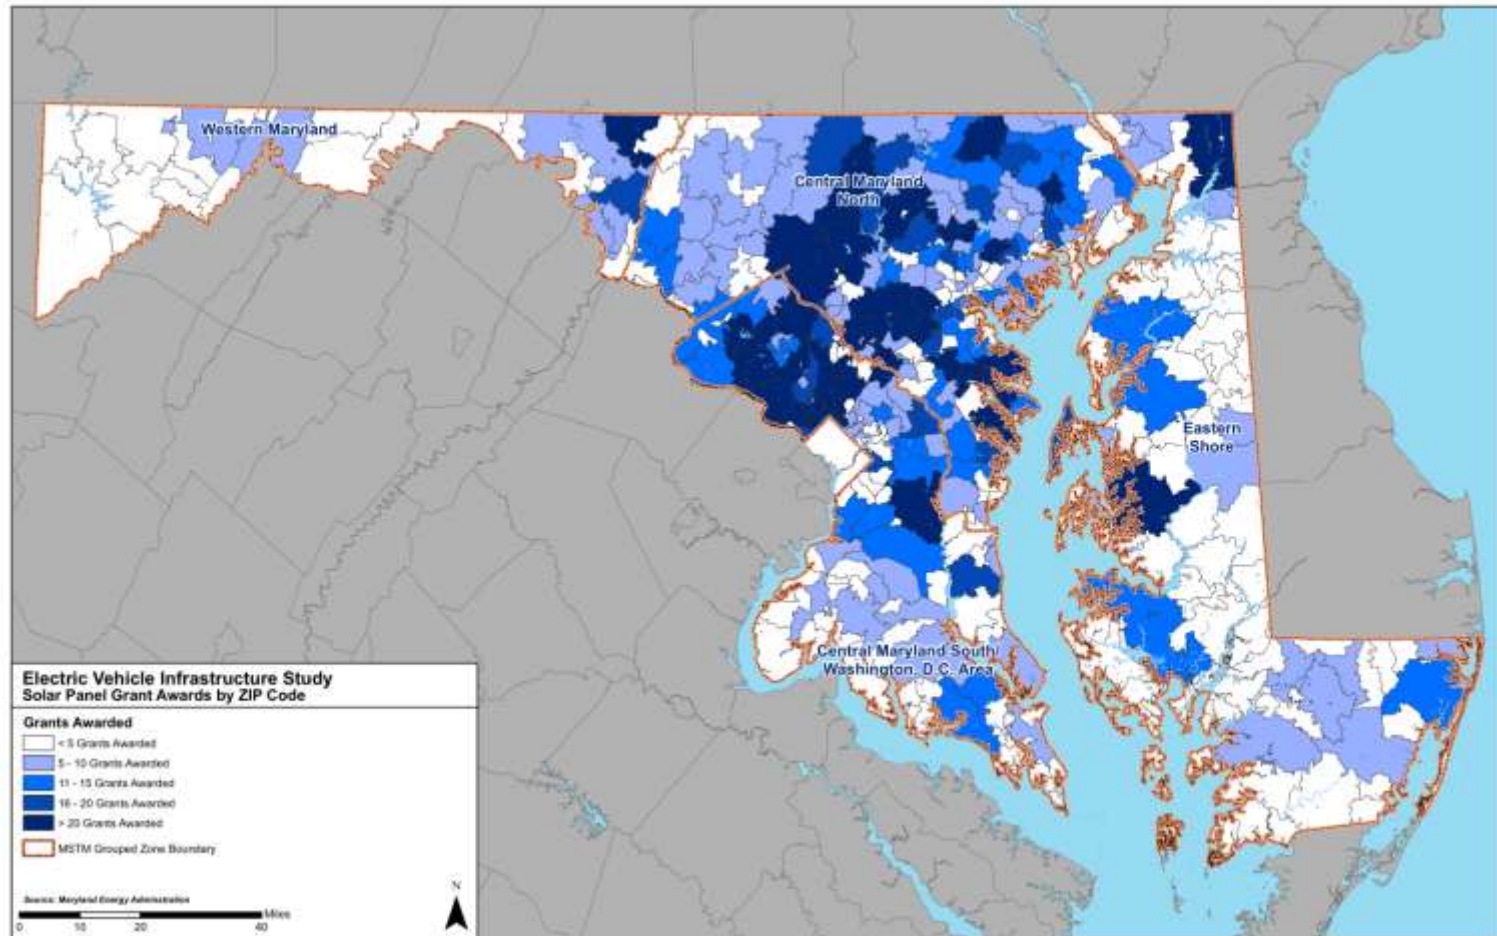 Western Maryland
Central Maryland
North
Eastern
Shore
Central Maryland South/
Washington, D.C. Area
Electric Vehicle Infrastructure Study
Solar Panel Grant Awards by ZIP Code
Grants Awarded
< 5 Grants Awarded
5 - 10 Grants Awarded
11 - 15 Grants Awarded
16 - 20 Grants Awarded
> 20 Grants Awarded
MSTM Grouped Zone Boundary
Source: Maryland Energy Administration
N
Miles
0 10 20 40